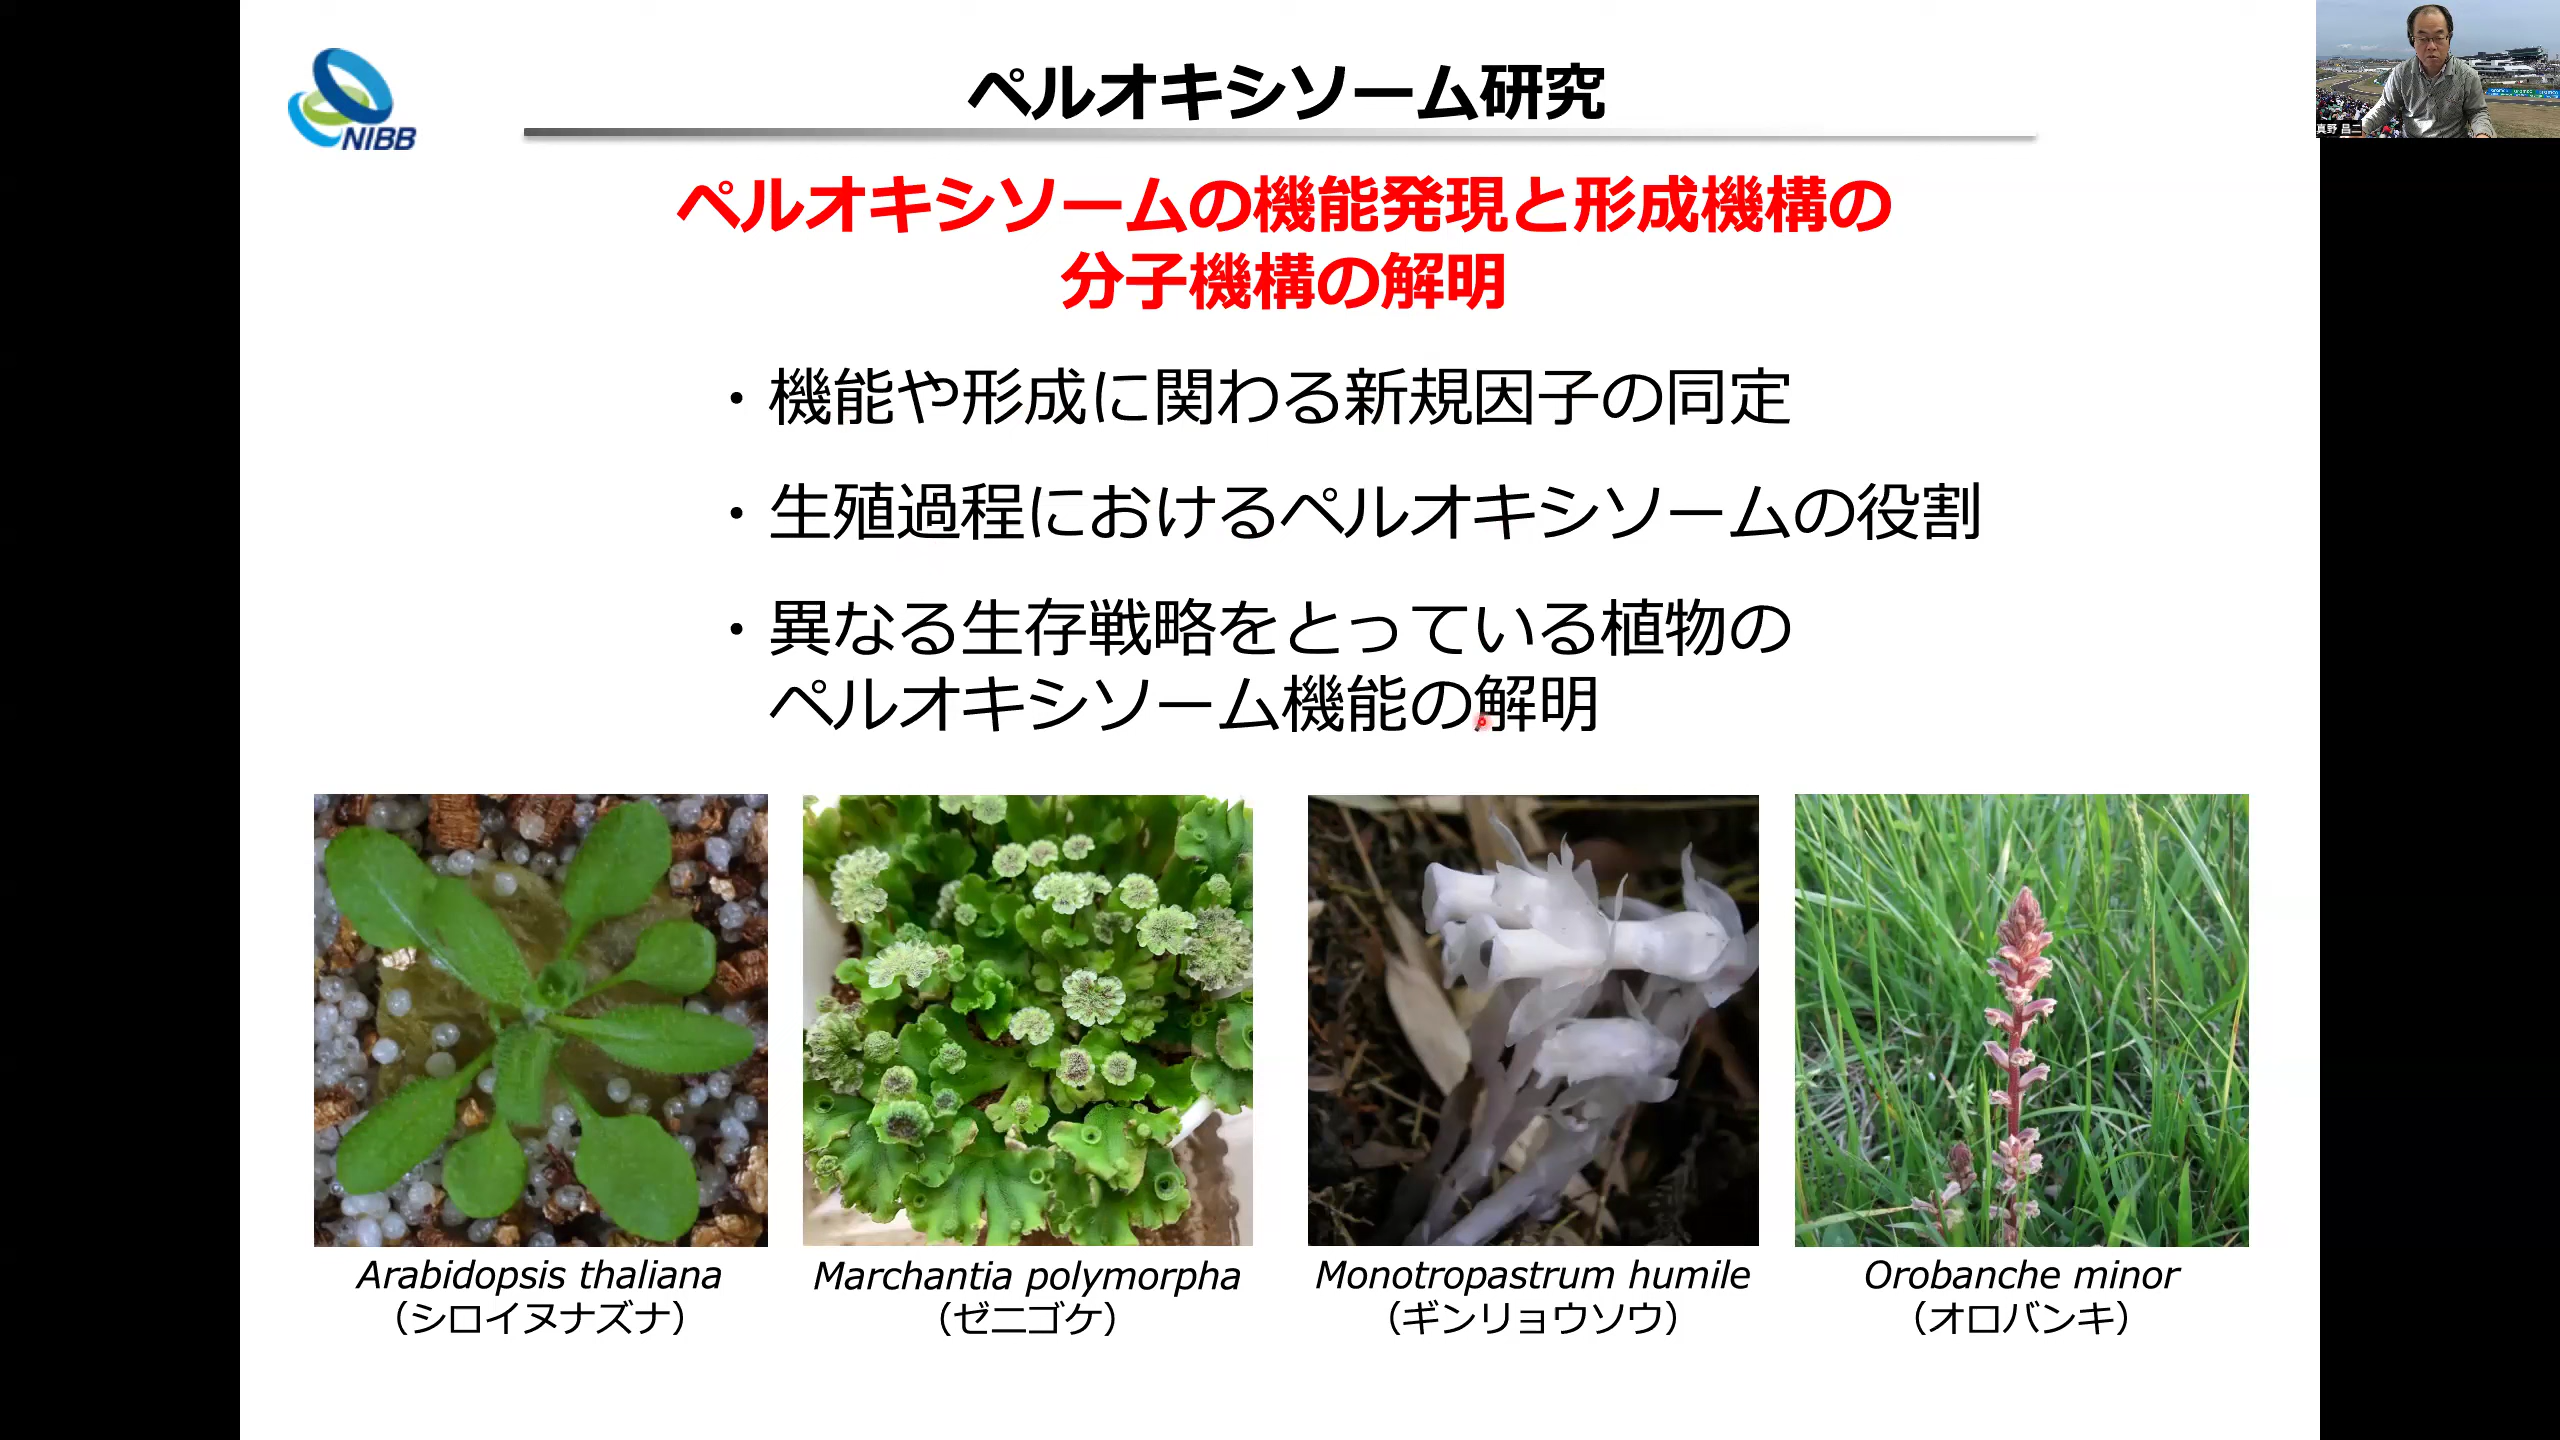 NIBB
ペルオキシソーム研究
真野 昌二
ペルオキシソームの機能発現と形成機構の
分子機構の解明
・機能や形成に関わる新規因子の同定
・生殖過程におけるペルオキシソームの役割
・異なる生存戦略をとっている植物の
ペルオキシソーム機能の解明
Arabidopsis thaliana
（シロイヌナズナ）
Marchantia polymorpha
（ゼニゴケ）
Monotropastrum humile
（ギンリョウソウ）
Orobanche minor
（オロバンキ）